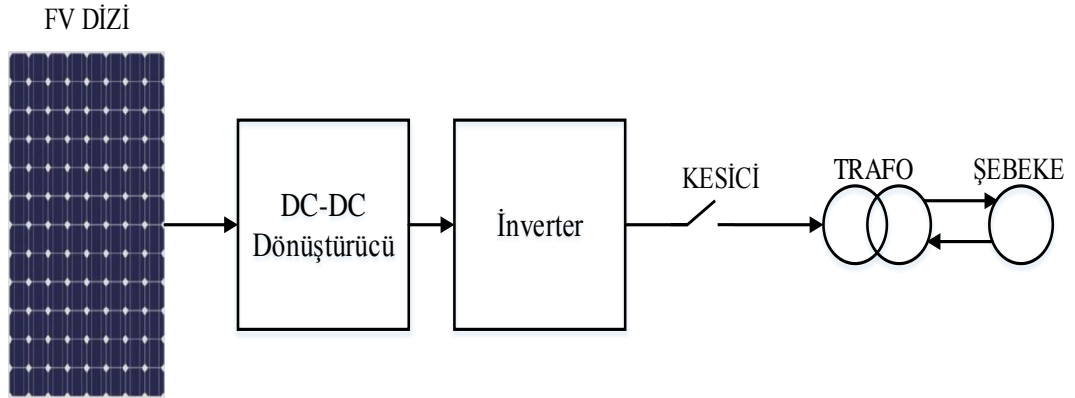 FV DİZİ
DC-DC
Dönüştürücü
İnverter
KESİCİ
TRAFO
ŞEBEKE